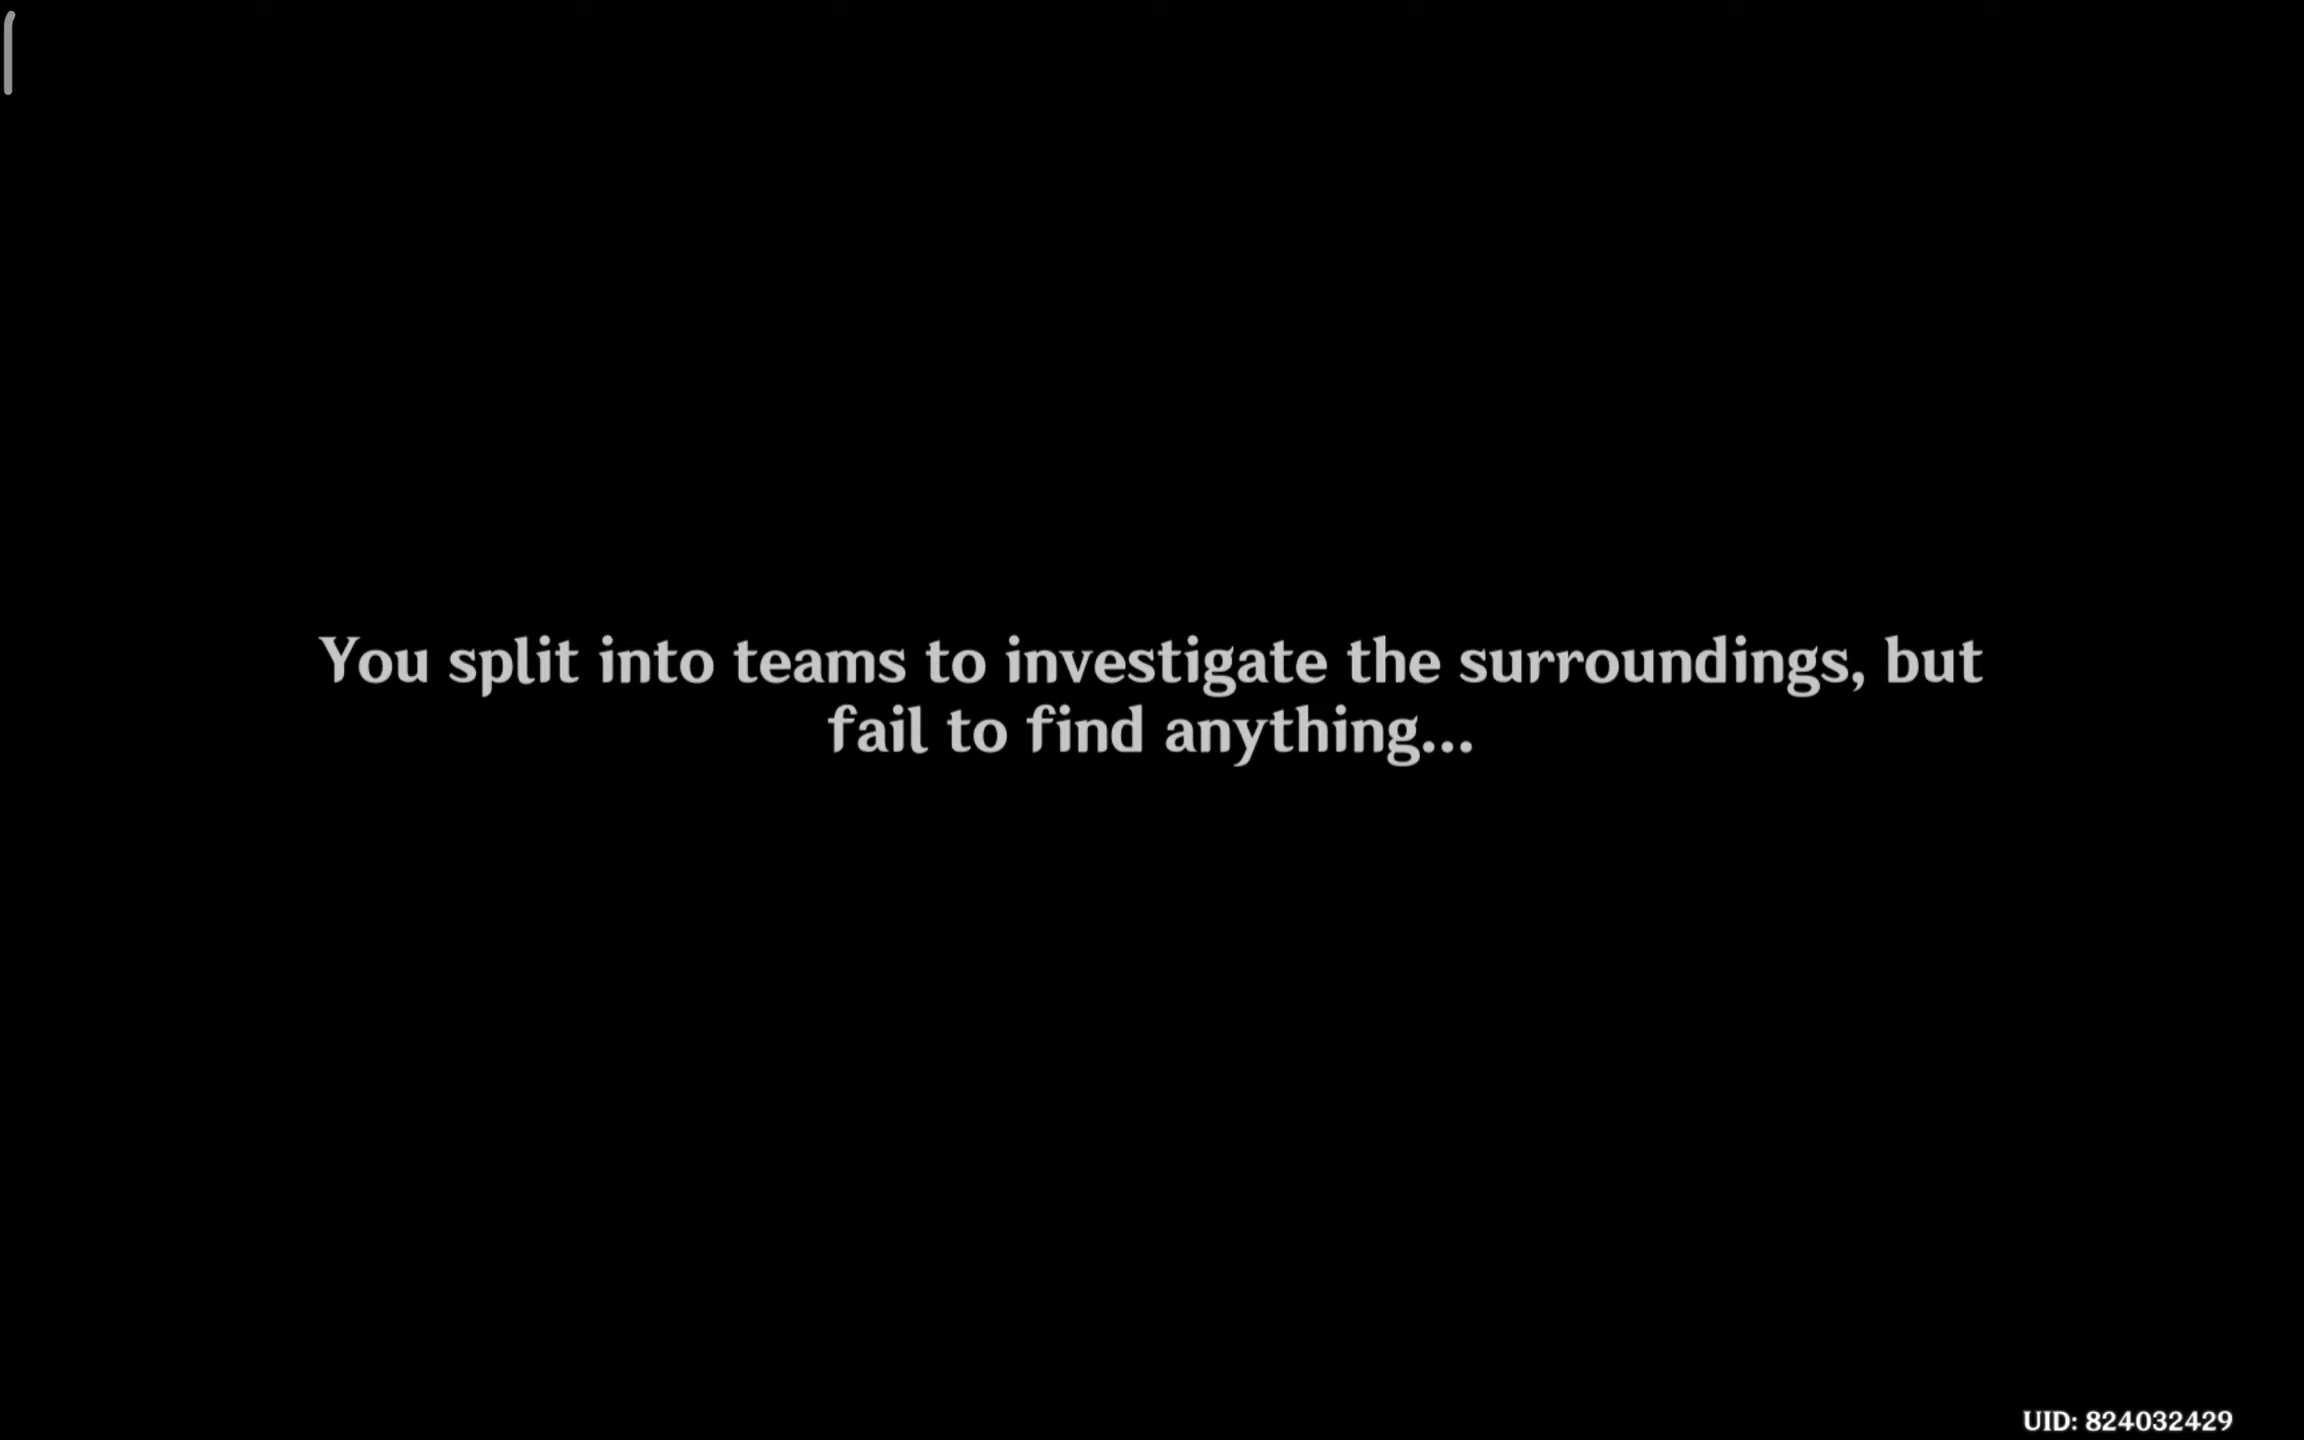 You split into teams to investigate the surroundings, but
fail to find anything...
UID: 824032429